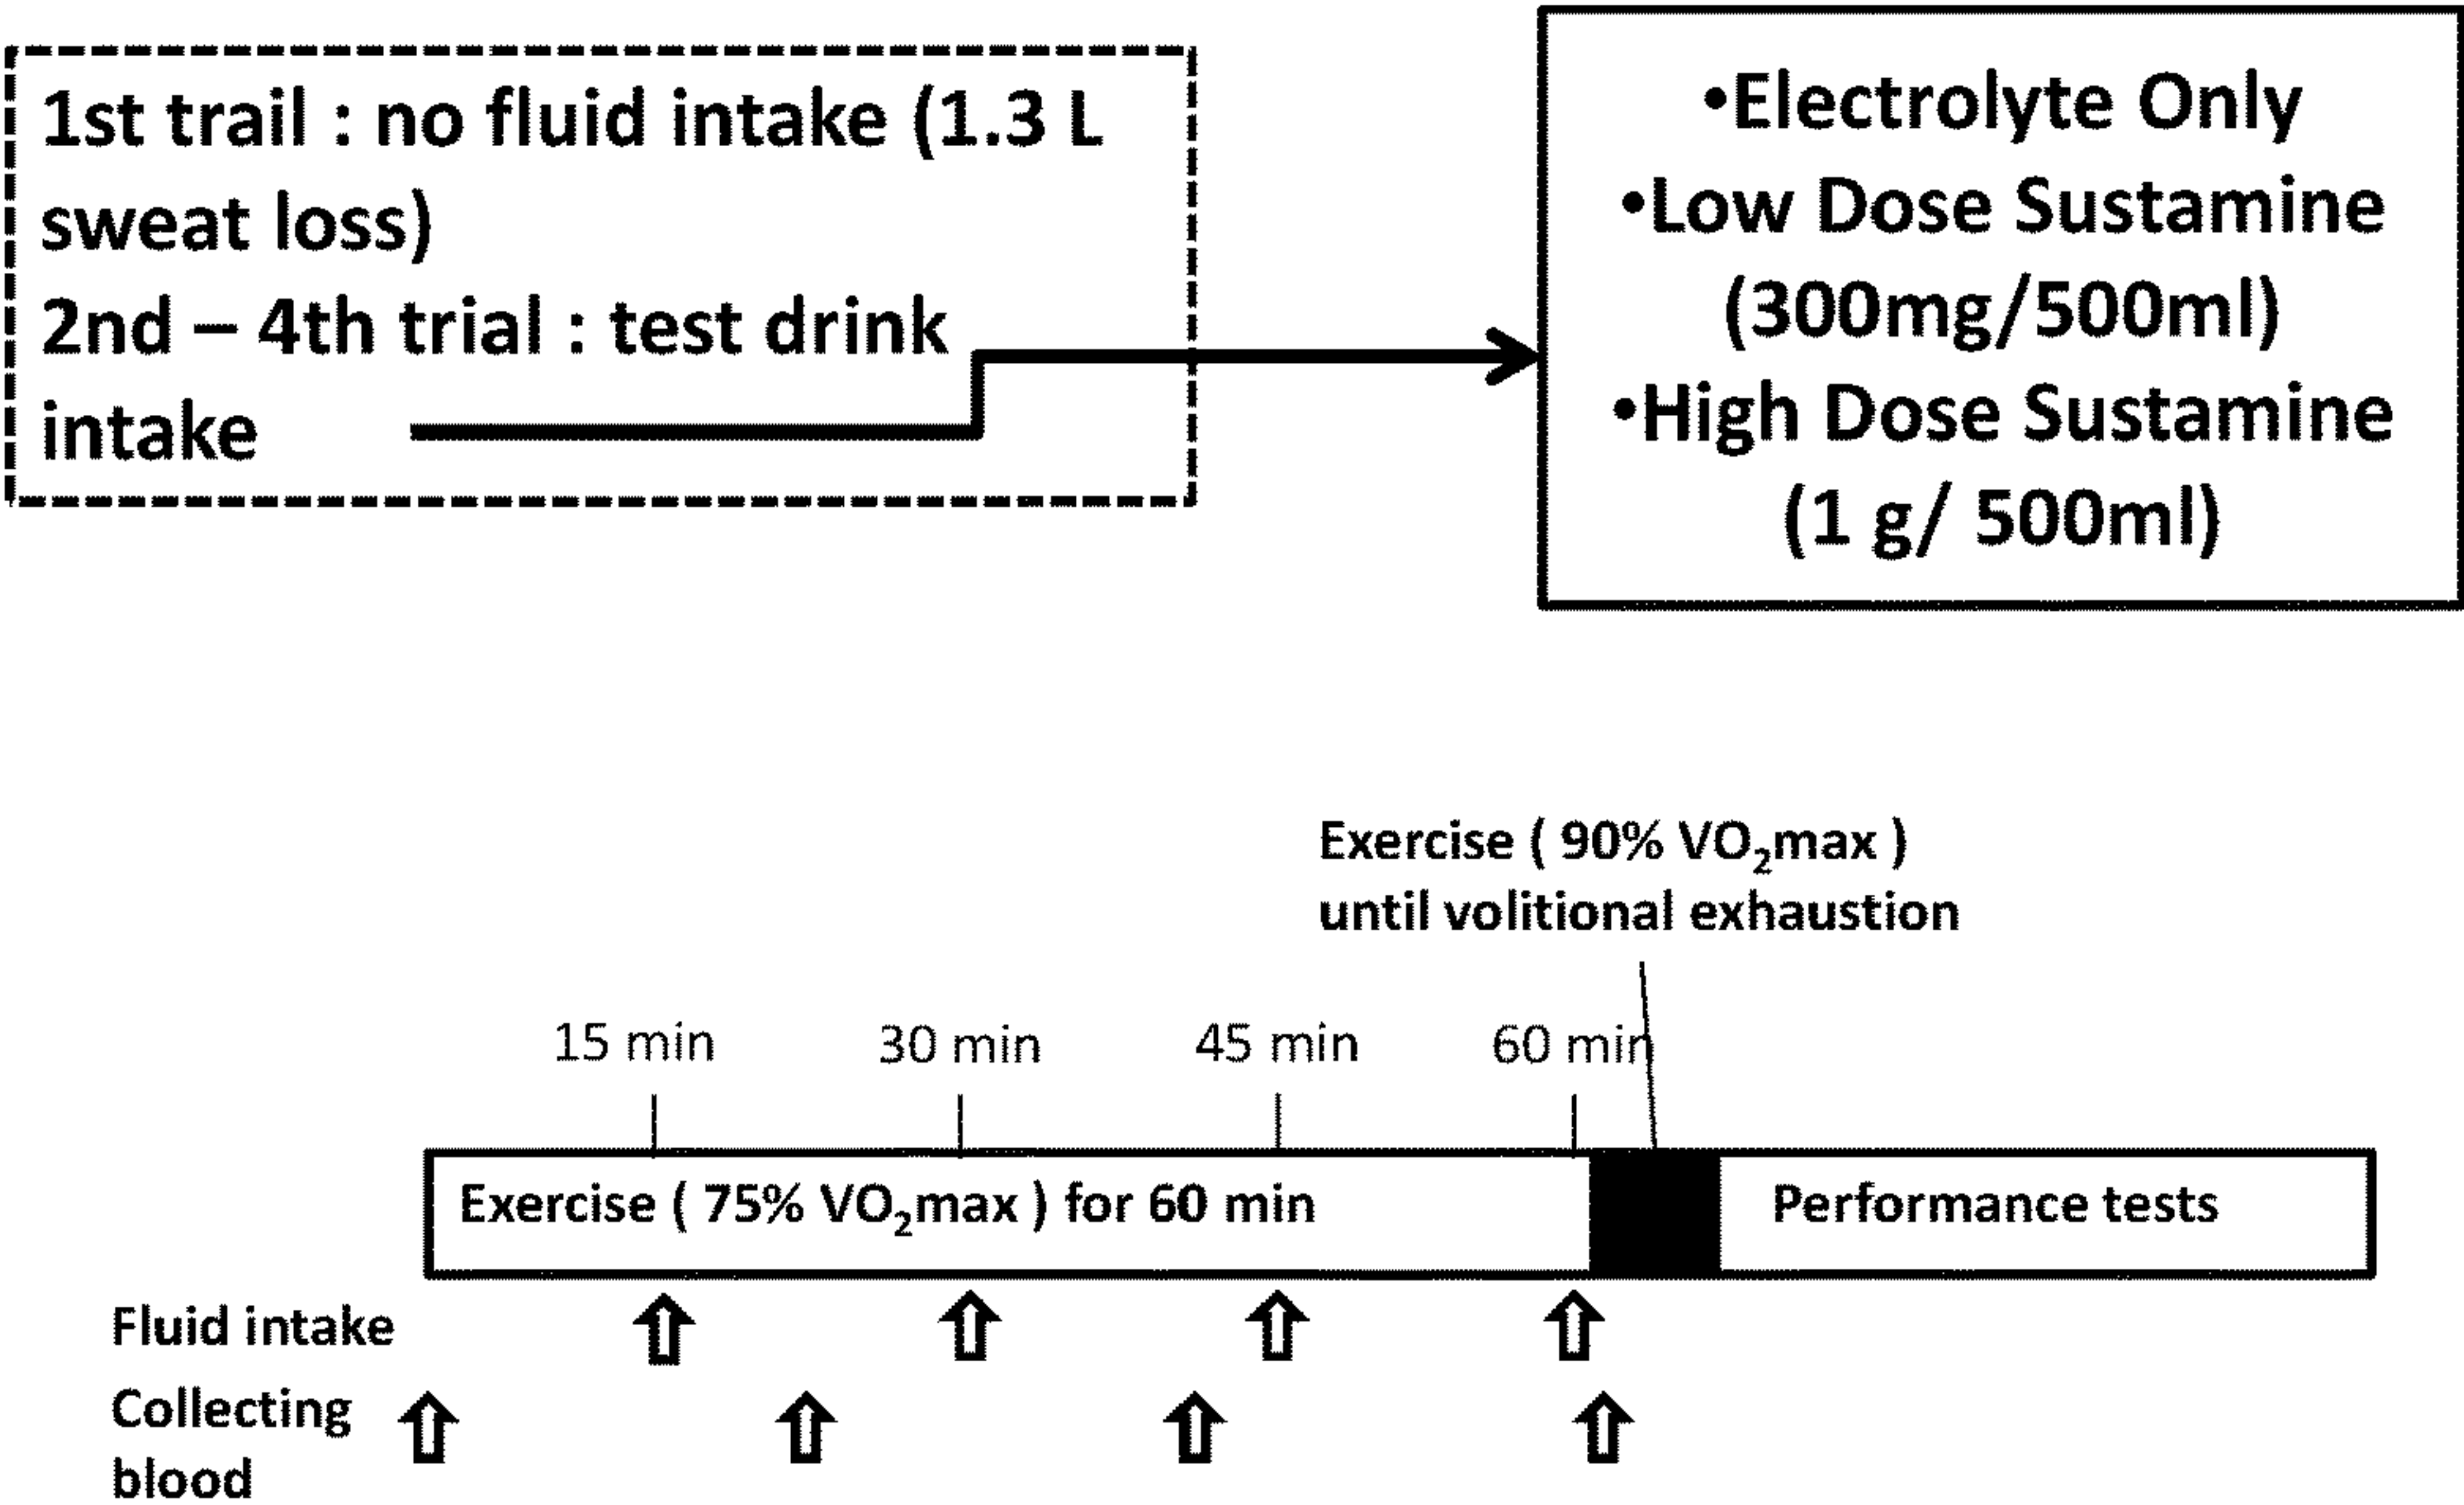 1st trail : no fluid intake (1.3 L
sweat loss)
2nd – 4th trial : test drink
intake
•Electrolyte Only
•Low Dose Sustamine
(300mg/500ml)
•High Dose Sustamine
(1 g/ 500ml)
Exercise ( 90% VO₂max )
until volitional exhaustion
15 min 30 min 45 min 60 min
Exercise ( 75% VO₂max ) for 60 min
Performance tests
Fluid intake
Collecting
blood